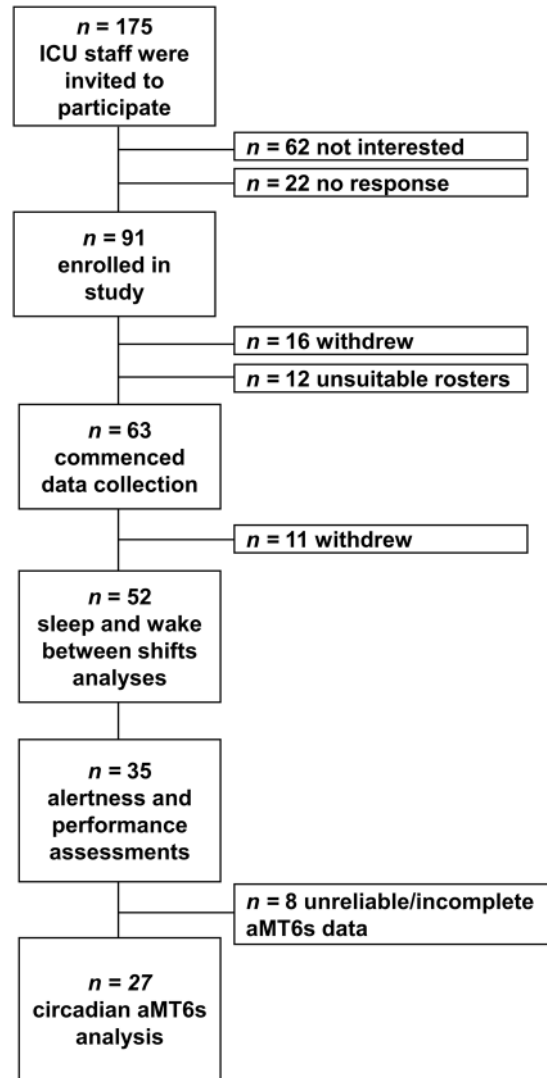 n = 175
ICU staff were
invited to
participate
n = 62 not interested
n = 22 no response
n = 91
enrolled in
study
n = 16 withdrew
n = 12 unsuitable rosters
n = 63
commenced
data collection
n = 11 withdrew
n = 52
sleep and wake
between shifts
analyses
n = 35
alertness and
performance
assessments
n = 8 unreliable/incomplete
aMT6s data
n = 27
circadian aMT6s
analysis